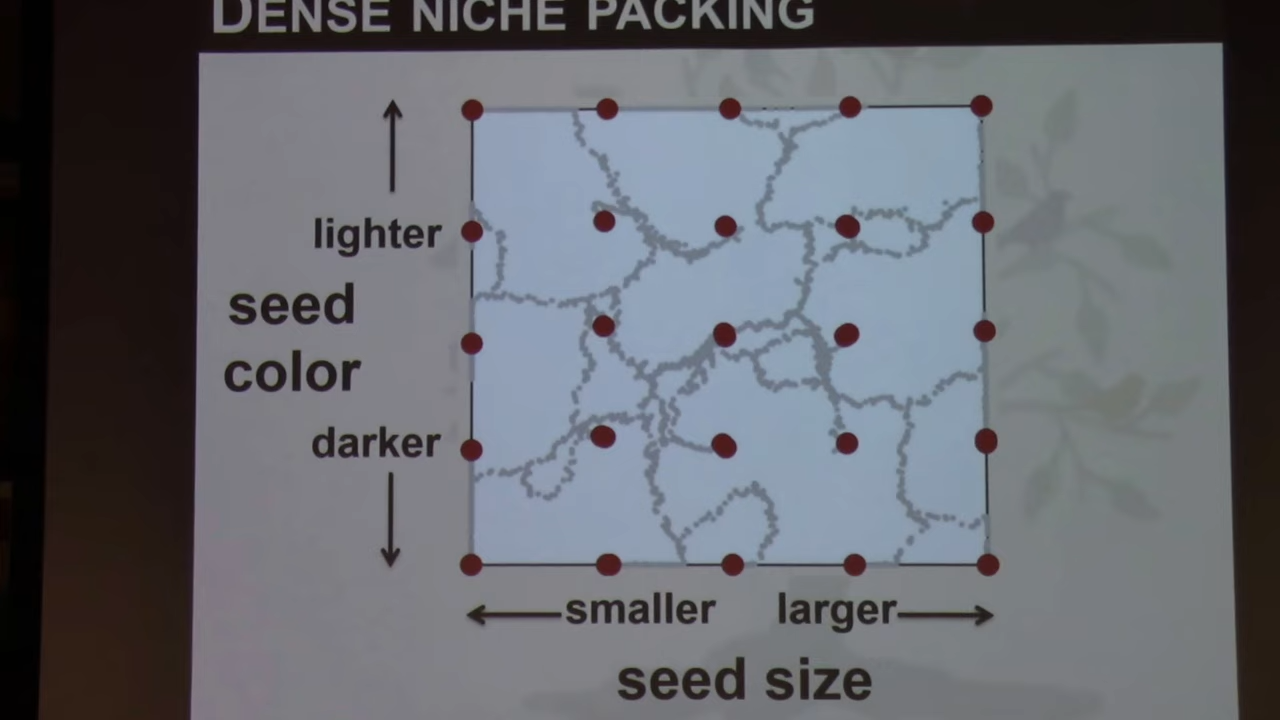 DENSE NICHE PACKING
lighter
seed
color
darker
smaller larger
seed size